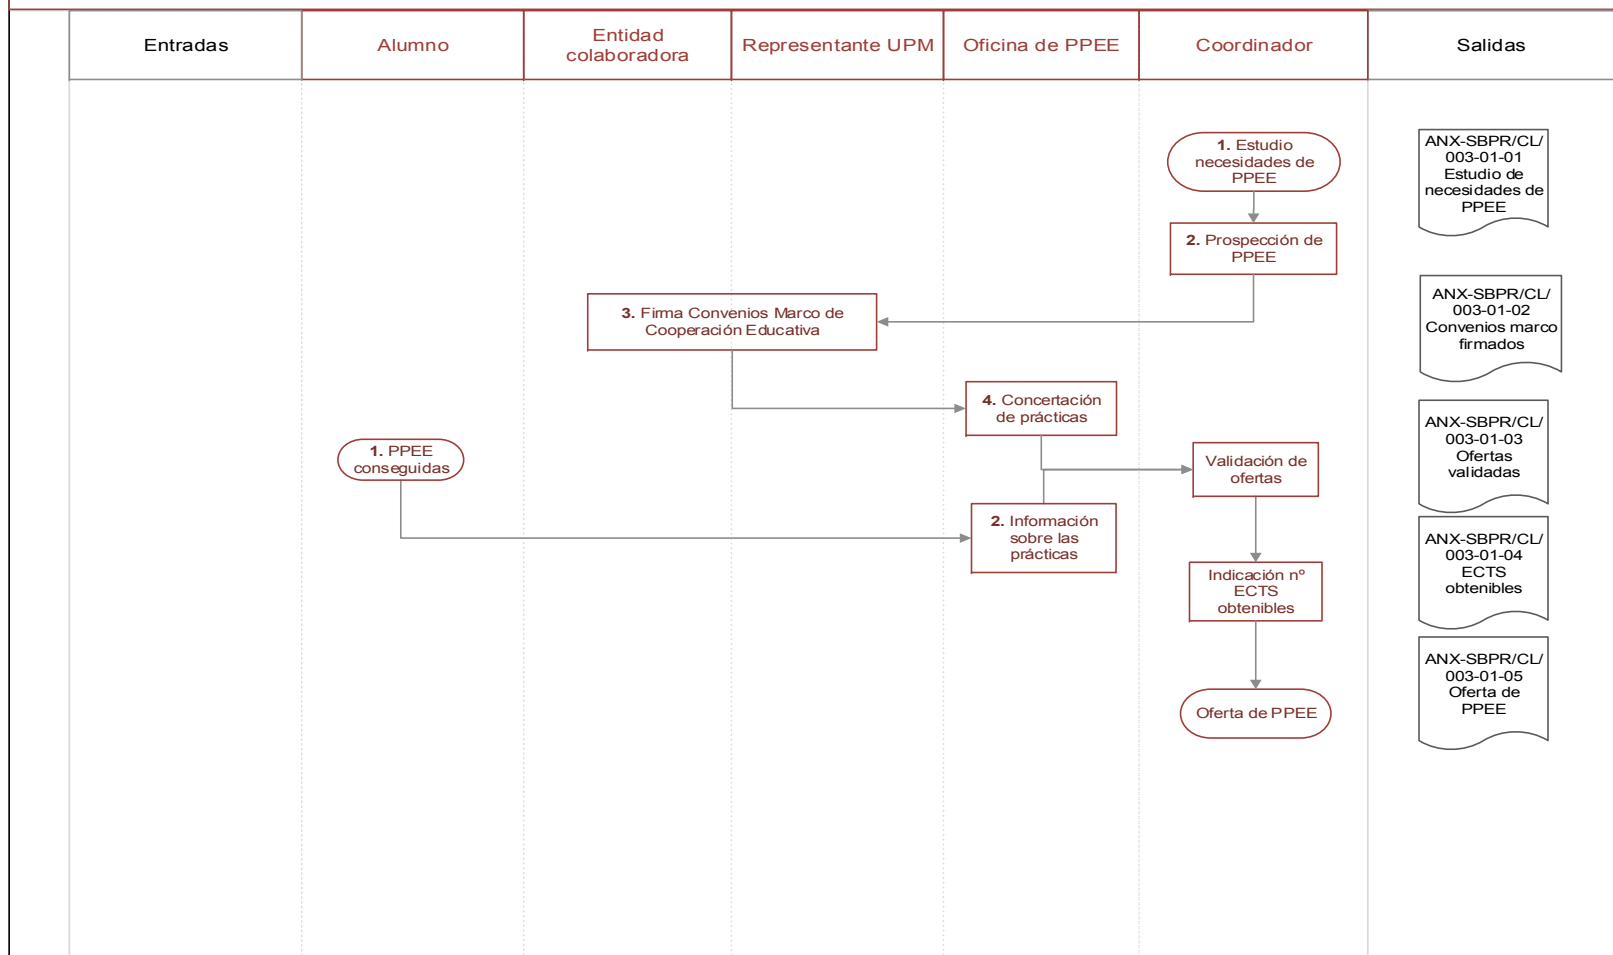 Entradas
Alumno
Entidad
colaboradora
Representante UPM
Oficina de PPEE
Coordinador
Salidas
1. Estudio
necesidades de
PPEE
ANX-SBPR/CL/
003-01-01
Estudio de
necesidades de
PPEE
2. Prospección de
PPEE
3. Firma Convenios Marco de
Cooperación Educativa
ANX-SBPR/CL/
003-01-02
Convenios marco
firmados
4. Concertación
de prácticas
1. PPEE
conseguidas
Validación de
ofertas
ANX-SBPR/CL/
003-01-03
Ofertas
validadas
2. Información
sobre las
prácticas
Indicación nº
ECTS
obtenibles
ANX-SBPR/CL/
003-01-04
ECTS
obtenibles
Oferta de PPEE
ANX-SBPR/CL/
003-01-05
Oferta de
PPEE